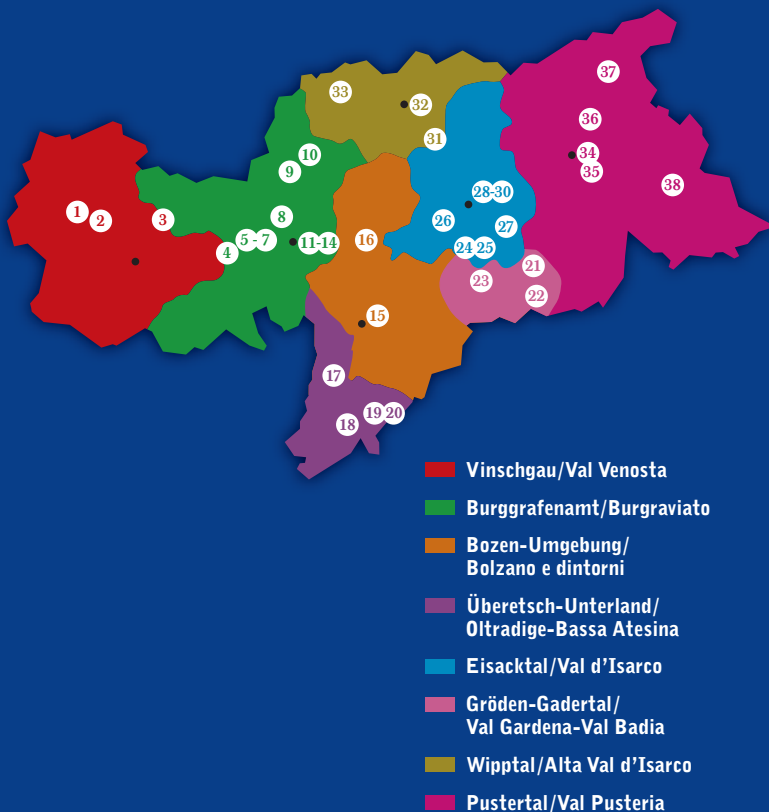 37
33
32
36
31
10
34
9
35
38
28-30
1
2
3
8
26
27
5 - 7
11-14
16
4
24 25
21
23
22
15
17
19 20
18
Vinschgau/Val Venosta
Burggrafenamt/Burgraviato
Bozen-Umgebung/
Bolzano e dintorni
Überetsch-Unterland/
Oltradige-Bassa Atesina
Eisacktal/Val d’Isarco
Gröden-Gadertal/
Val Gardena-Val Badia
Wipptal/Alta Val d’Isarco
Pustertal/Val Pusteria